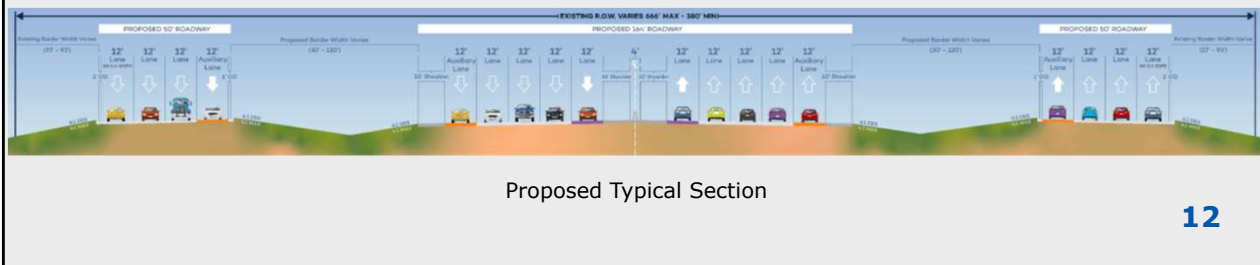 (EXISTING R.O.W. VARIES 666' MAX - 380' MIN)
PROPOSED 50' ROADWAY
PROPOSED 164' ROADWAY
PROPOSED 50' ROADWAY
Existing Border Width Varies
Proposed Border Width Varies
Proposed Border Width Varies
Existing Border Width Varies
(30' - 120')
(30' - 120')
12' 12' 12' 12'
Lane Lane Lane Auxiliary Lane
12' 12' 12' 12' 12' 4' 12' 12' 12' 12' 12'
Auxiliary Lane Lane Lane Lane Lane Lane Lane Lane Lane Auxiliary Lane
12' 12' 12' 12'
Auxiliary Lane Lane Lane Lane
10' Shoulder 10' Shoulder 10' Shoulder 10' Shoulder
Proposed Typical Section
12